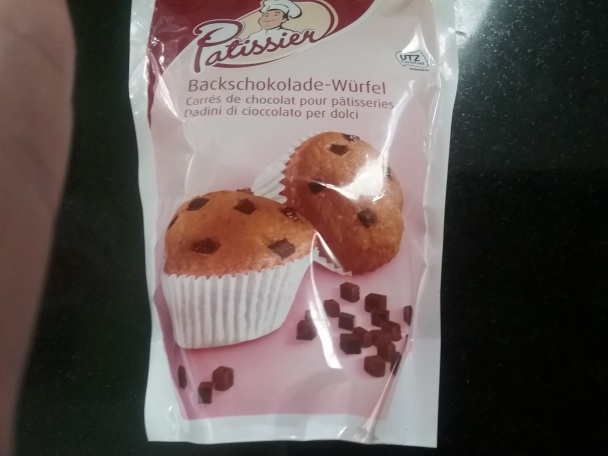 Patissier
UTZ
Backschokolade-Würfel
Carrés de chocolat pour pâtisseries
dadini di cioccolato per dolci